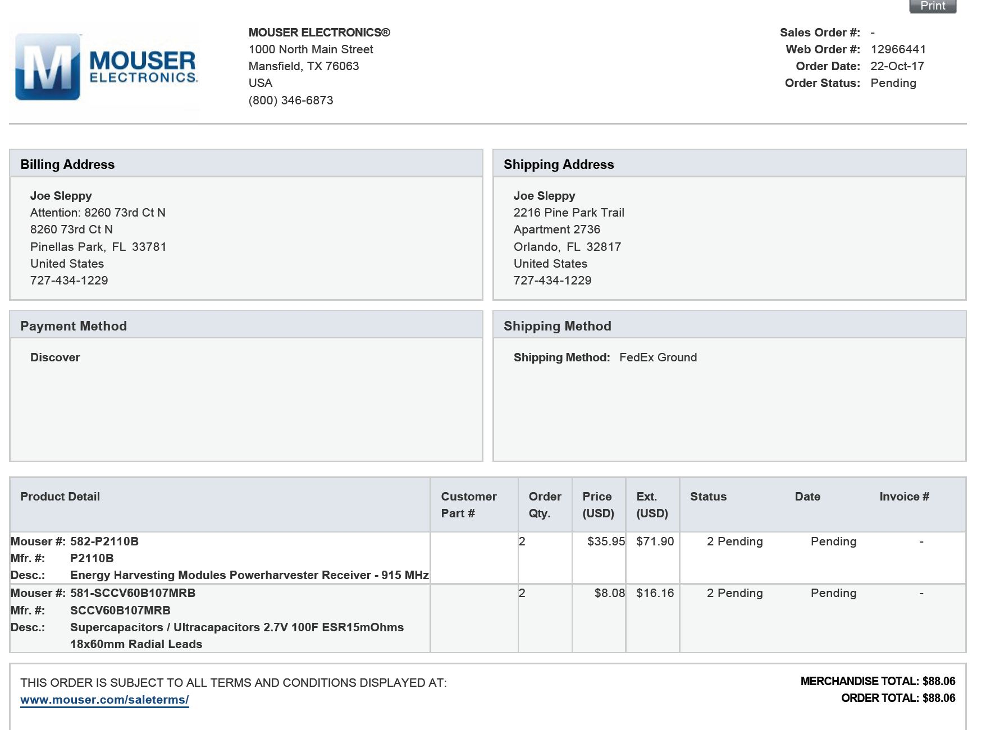 Print
MOUSER
ELECTRONICS.
MOUSER ELECTRONICS®
1000 North Main Street
Mansfield, TX 76063
USA
(800) 346-6873
Sales Order #: -
Web Order #: 12966441
Order Date: 22-Oct-17
Order Status: Pending
Billing Address
Joe Sleppy
Attention: 8260 73rd Ct N
8260 73rd Ct N
Pinellas Park, FL 33781
United States
727-434-1229
Shipping Address
Joe Sleppy
2216 Pine Park Trail
Apartment 2736
Orlando, FL 32817
United States
727-434-1229
Payment Method
Discover
Shipping Method
Shipping Method: FedEx Ground
Product Detail Customer Part # Order Qty. Price (USD) Ext. (USD) Status Date Invoice #
Mouser #: 582-P2110B 2 $35.95 $71.90 2 Pending Pending -
Mfr. #: P2110B
Desc.: Energy Harvesting Modules Powerharvester Receiver - 915 MHz
Mouser #: 581-SCCV60B107MRB 2 $8.08 $16.16 2 Pending Pending -
Mfr. #: SCCV60B107MRB
Desc.: Supercapacitors / Ultracapacitors 2.7V 100F ESR15mOhms
18x60mm Radial Leads
THIS ORDER IS SUBJECT TO ALL TERMS AND CONDITIONS DISPLAYED AT:
www.mouser.com/saleterms/
MERCHANDISE TOTAL: $88.06
ORDER TOTAL: $88.06